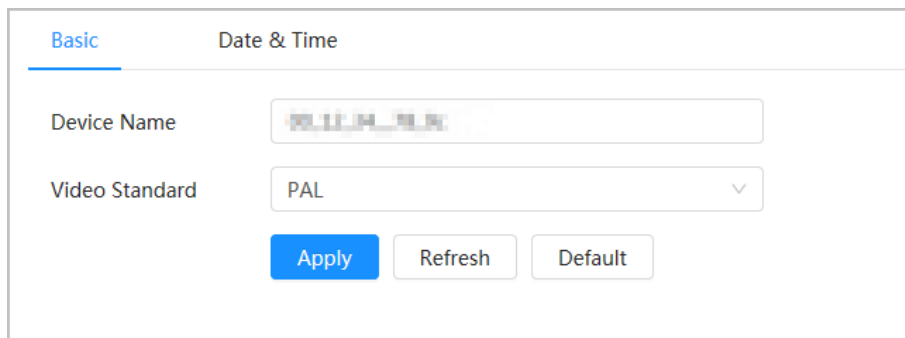 Basic Date & Time
Device Name
Video Standard PAL
Apply Refresh Default